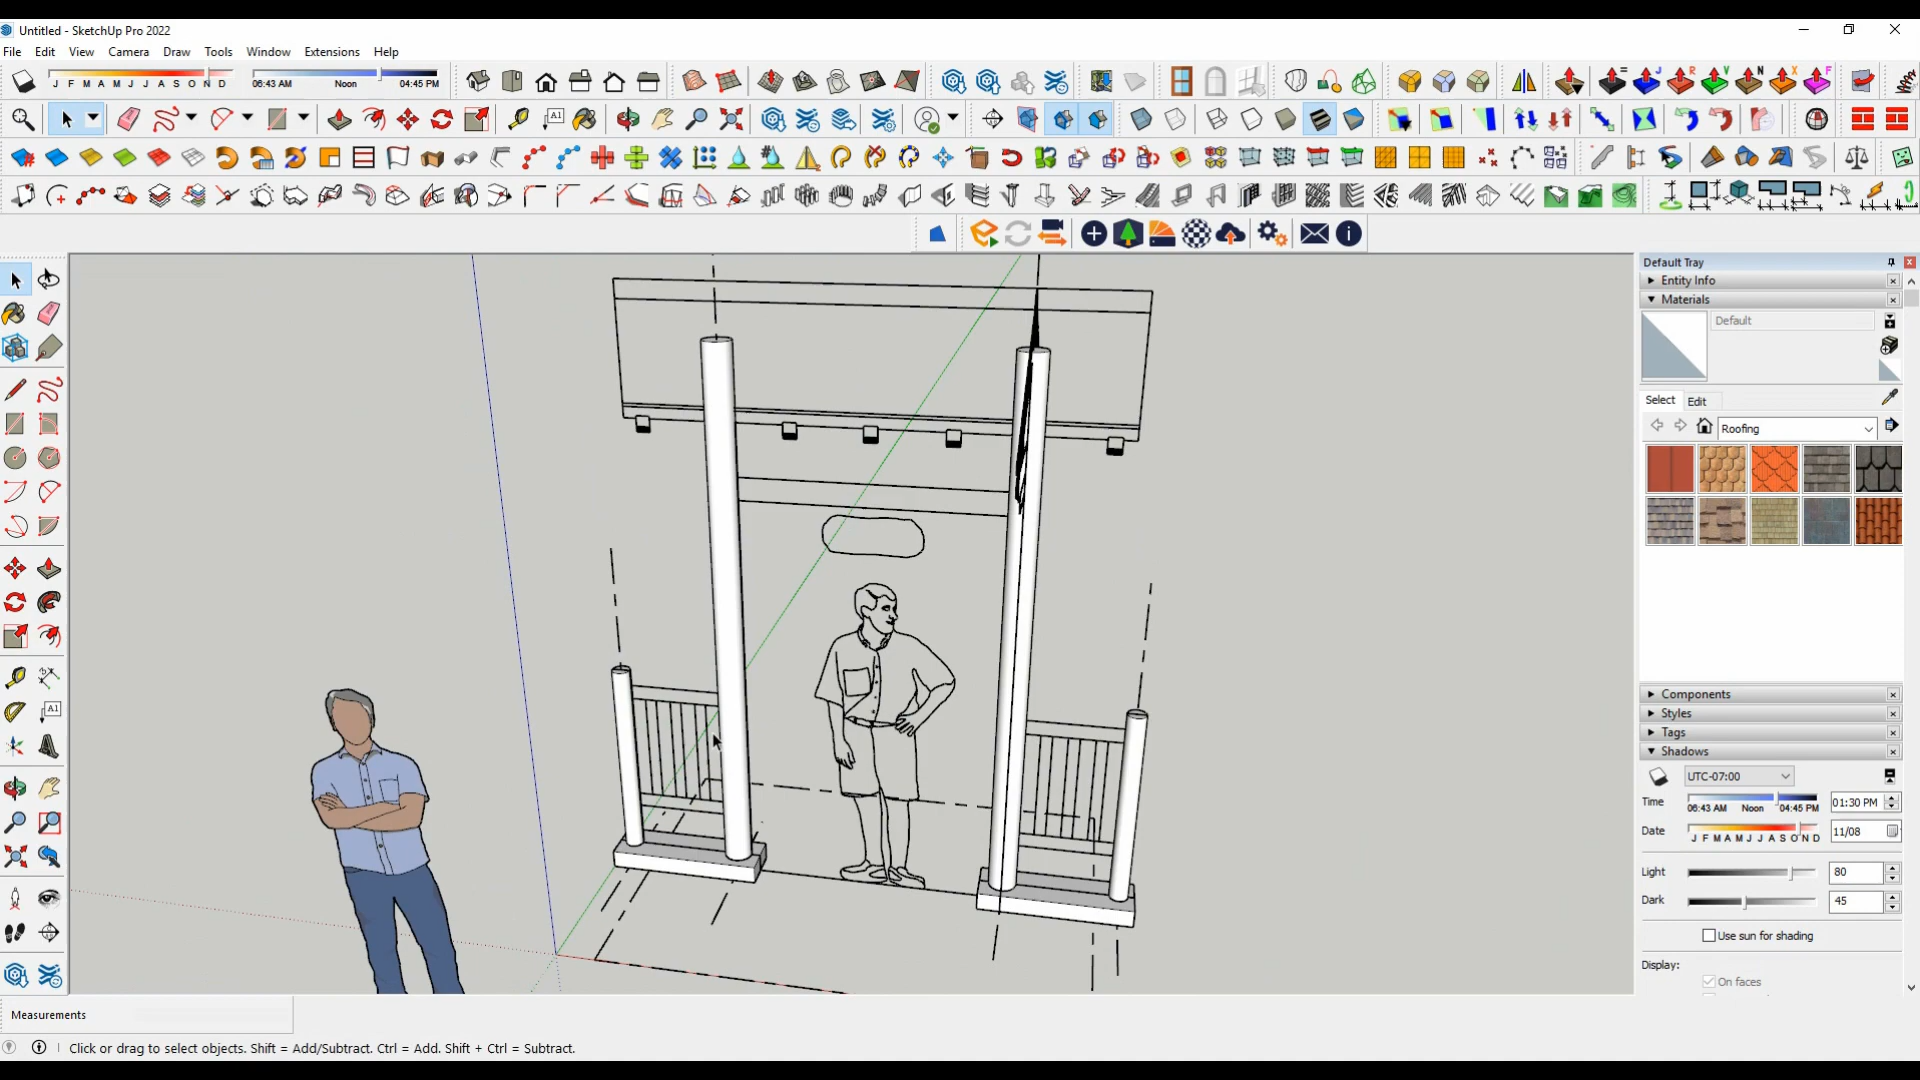 Untitled - SketchUp Pro 2022
File Edit View Camera Draw Tools Window Extensions Help
J F M A M J J A S O N D 06:43 AM Noon 04:45 PM
Default Tray
Entity Info
Materials
Default
Select Edit
Roofing
Components
Styles
Tags
Shadows
UTC-07:00
Time 06:43 AM Noon 04:45 PM 01:30 PM
Date J F M A M J J A S O N D 11/08
Light 80
Dark 45
Use sun for shading
Display:
On faces
Measurements
Click or drag to select objects. Shift = Add/Subtract. Ctrl = Add. Shift + Ctrl = Subtract.